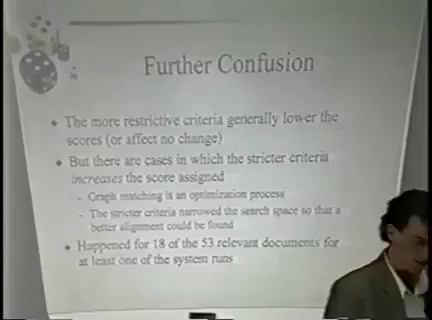 Further Confusion
• The more restrictive criteria generally lower the
scores (or affect no change)
• But there are cases in which the stricter criteria
increases the score assigned
- Graph matching is an optimization process
- The stricter criteria narrowed the search space so that a
better alignment could be found
• Happened for 18 of the 53 relevant documents for
at least one of the system runs